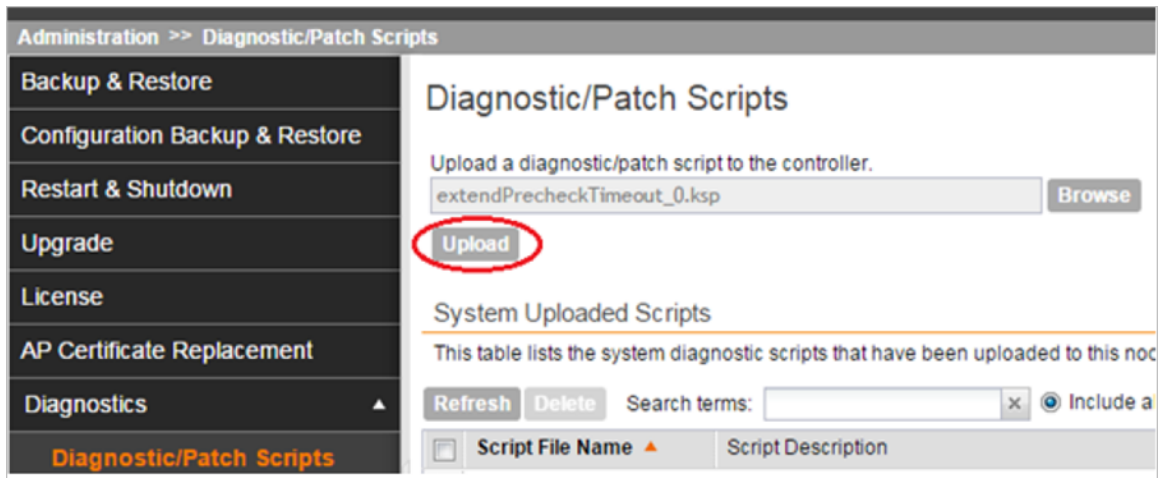 Administration >> Diagnostic/Patch Scripts
Backup & Restore
Configuration Backup & Restore
Restart & Shutdown
Upgrade
License
AP Certificate Replacement
Diagnostics
Diagnostic/Patch Scripts
Diagnostic/Patch Scripts
Upload a diagnostic/patch script to the controller.
extendPrecheckTimeout_0.ksp Browse
Upload
System Uploaded Scripts
This table lists the system diagnostic scripts that have been uploaded to this noc
Refresh Delete Search terms: x Include a
Script File Name Script Description